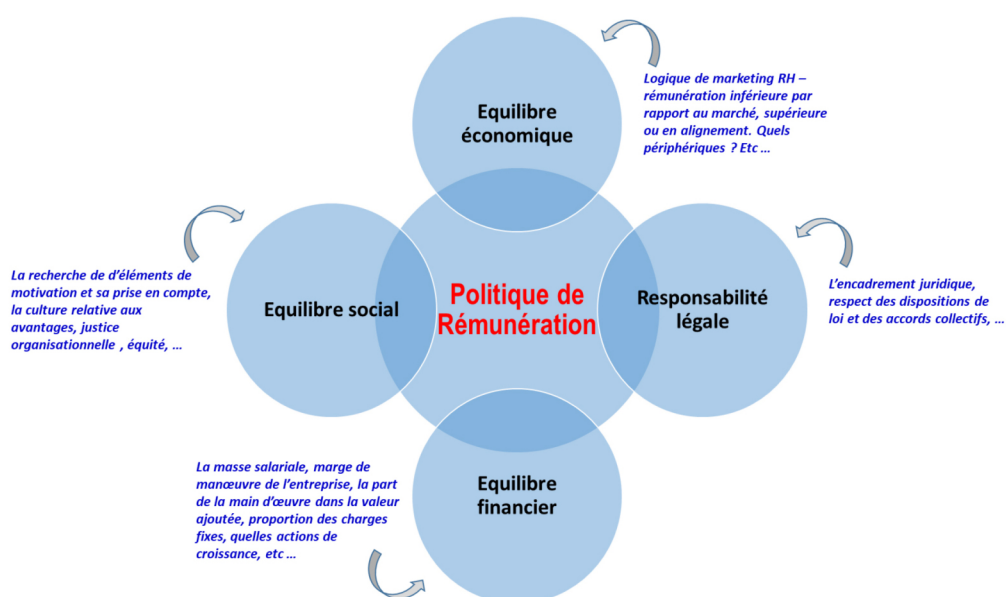 Equilibre
économique
Logique de marketing RH –
rémunération inférieure par
rapport au marché, supérieure
ou en alignement. Quels
périphériques ? Etc …
La recherche de d'éléments de
motivation et sa prise en compte,
la culture relative aux
avantages, justice
organisationnelle , équité, …
Equilibre social
Politique de
Rémunération
Responsabilité
légale
L'encadrement juridique,
respect des dispositions de
loi et des accords collectifs, …
La masse salariale, marge de
manœuvre de l'entreprise, la part
de la main d'œuvre dans la valeur
ajoutée, proportion des charges
fixes, quelles actions de
croissance, etc …
Equilibre
financier